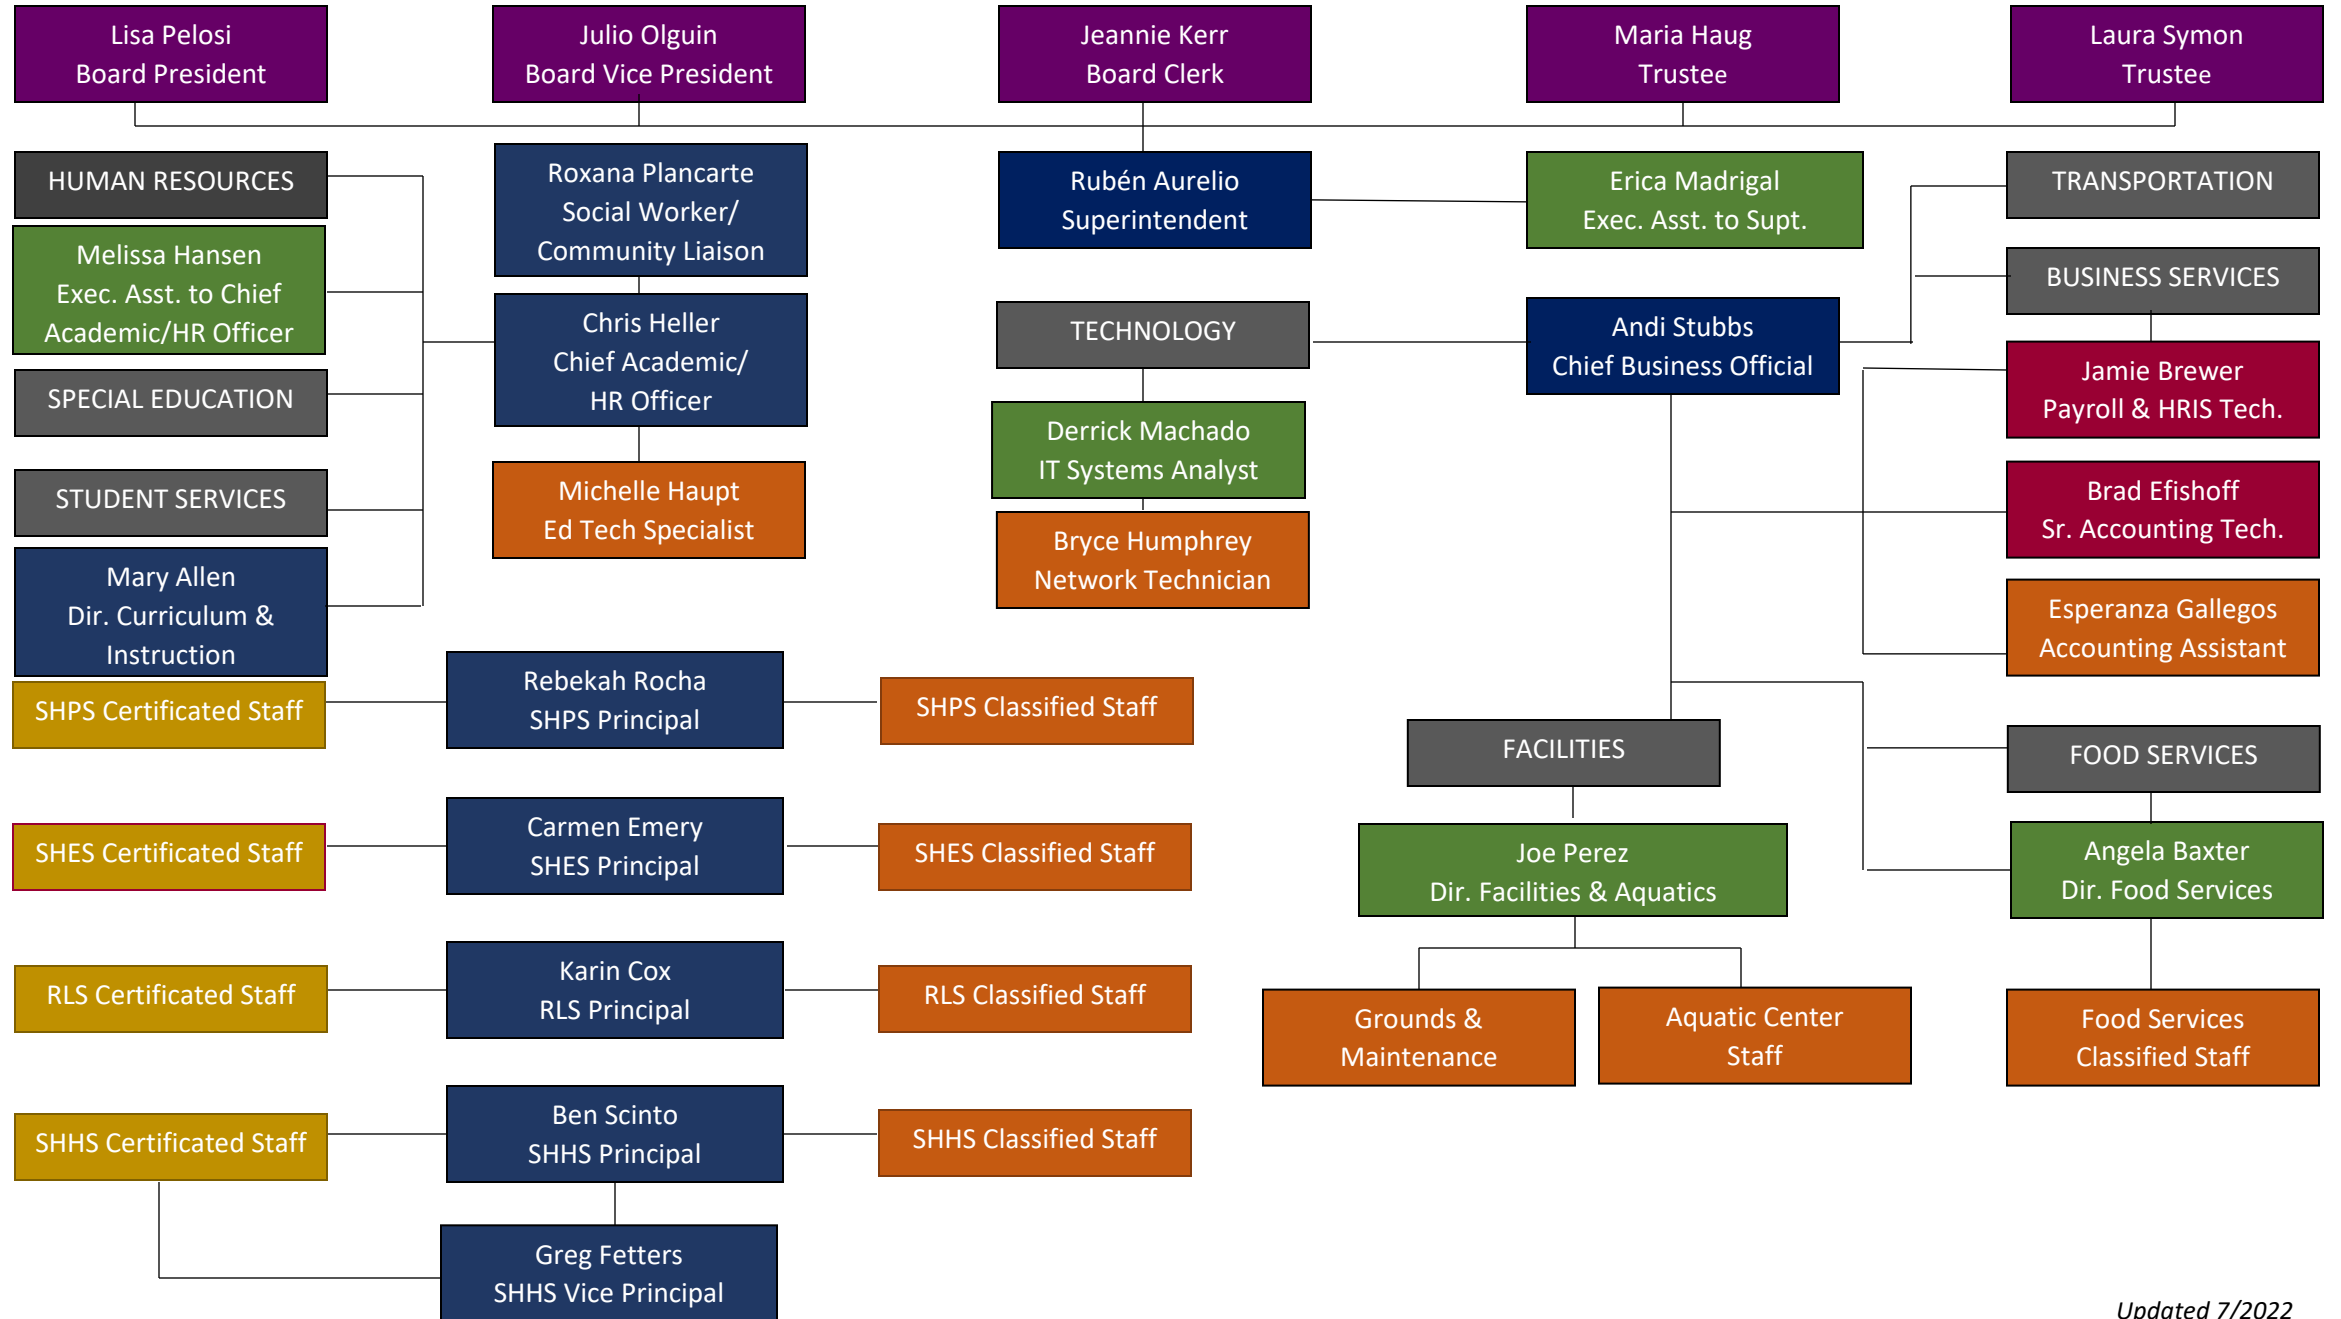 Lisa Pelosi
Board President
Julio Olguin
Board Vice President
Jeannie Kerr
Board Clerk
Maria Haug
Trustee
Laura Symon
Trustee
HUMAN RESOURCES
Roxana Plancarte
Social Worker/
Community Liaison
Rubén Aurelio
Superintendent
Erica Madrigal
Exec. Asst. to Supt.
TRANSPORTATION
Melissa Hansen
Exec. Asst. to Chief
Academic/HR Officer
BUSINESS SERVICES
Chris Heller
Chief Academic/
HR Officer
TECHNOLOGY
Andi Stubbs
Chief Business Official
Jamie Brewer
Payroll & HRIS Tech.
SPECIAL EDUCATION
Derrick Machado
IT Systems Analyst
STUDENT SERVICES
Michelle Haupt
Ed Tech Specialist
Brad Efishoff
Sr. Accounting Tech.
Bryce Humphrey
Network Technician
Mary Allen
Dir. Curriculum &
Instruction
Esperanza Gallegos
Accounting Assistant
SHPS Certificated Staff
Rebekah Rocha
SHPS Principal
SHPS Classified Staff
FACILITIES
FOOD SERVICES
SHES Certificated Staff
Carmen Emery
SHES Principal
SHES Classified Staff
Joe Perez
Dir. Facilities & Aquatics
Angela Baxter
Dir. Food Services
RLS Certificated Staff
Karin Cox
RLS Principal
RLS Classified Staff
Grounds &
Maintenance
Aquatic Center
Staff
Food Services
Classified Staff
SHHS Certificated Staff
Ben Scinto
SHHS Principal
SHHS Classified Staff
Greg Fetters
SHHS Vice Principal
Updated 7/2022